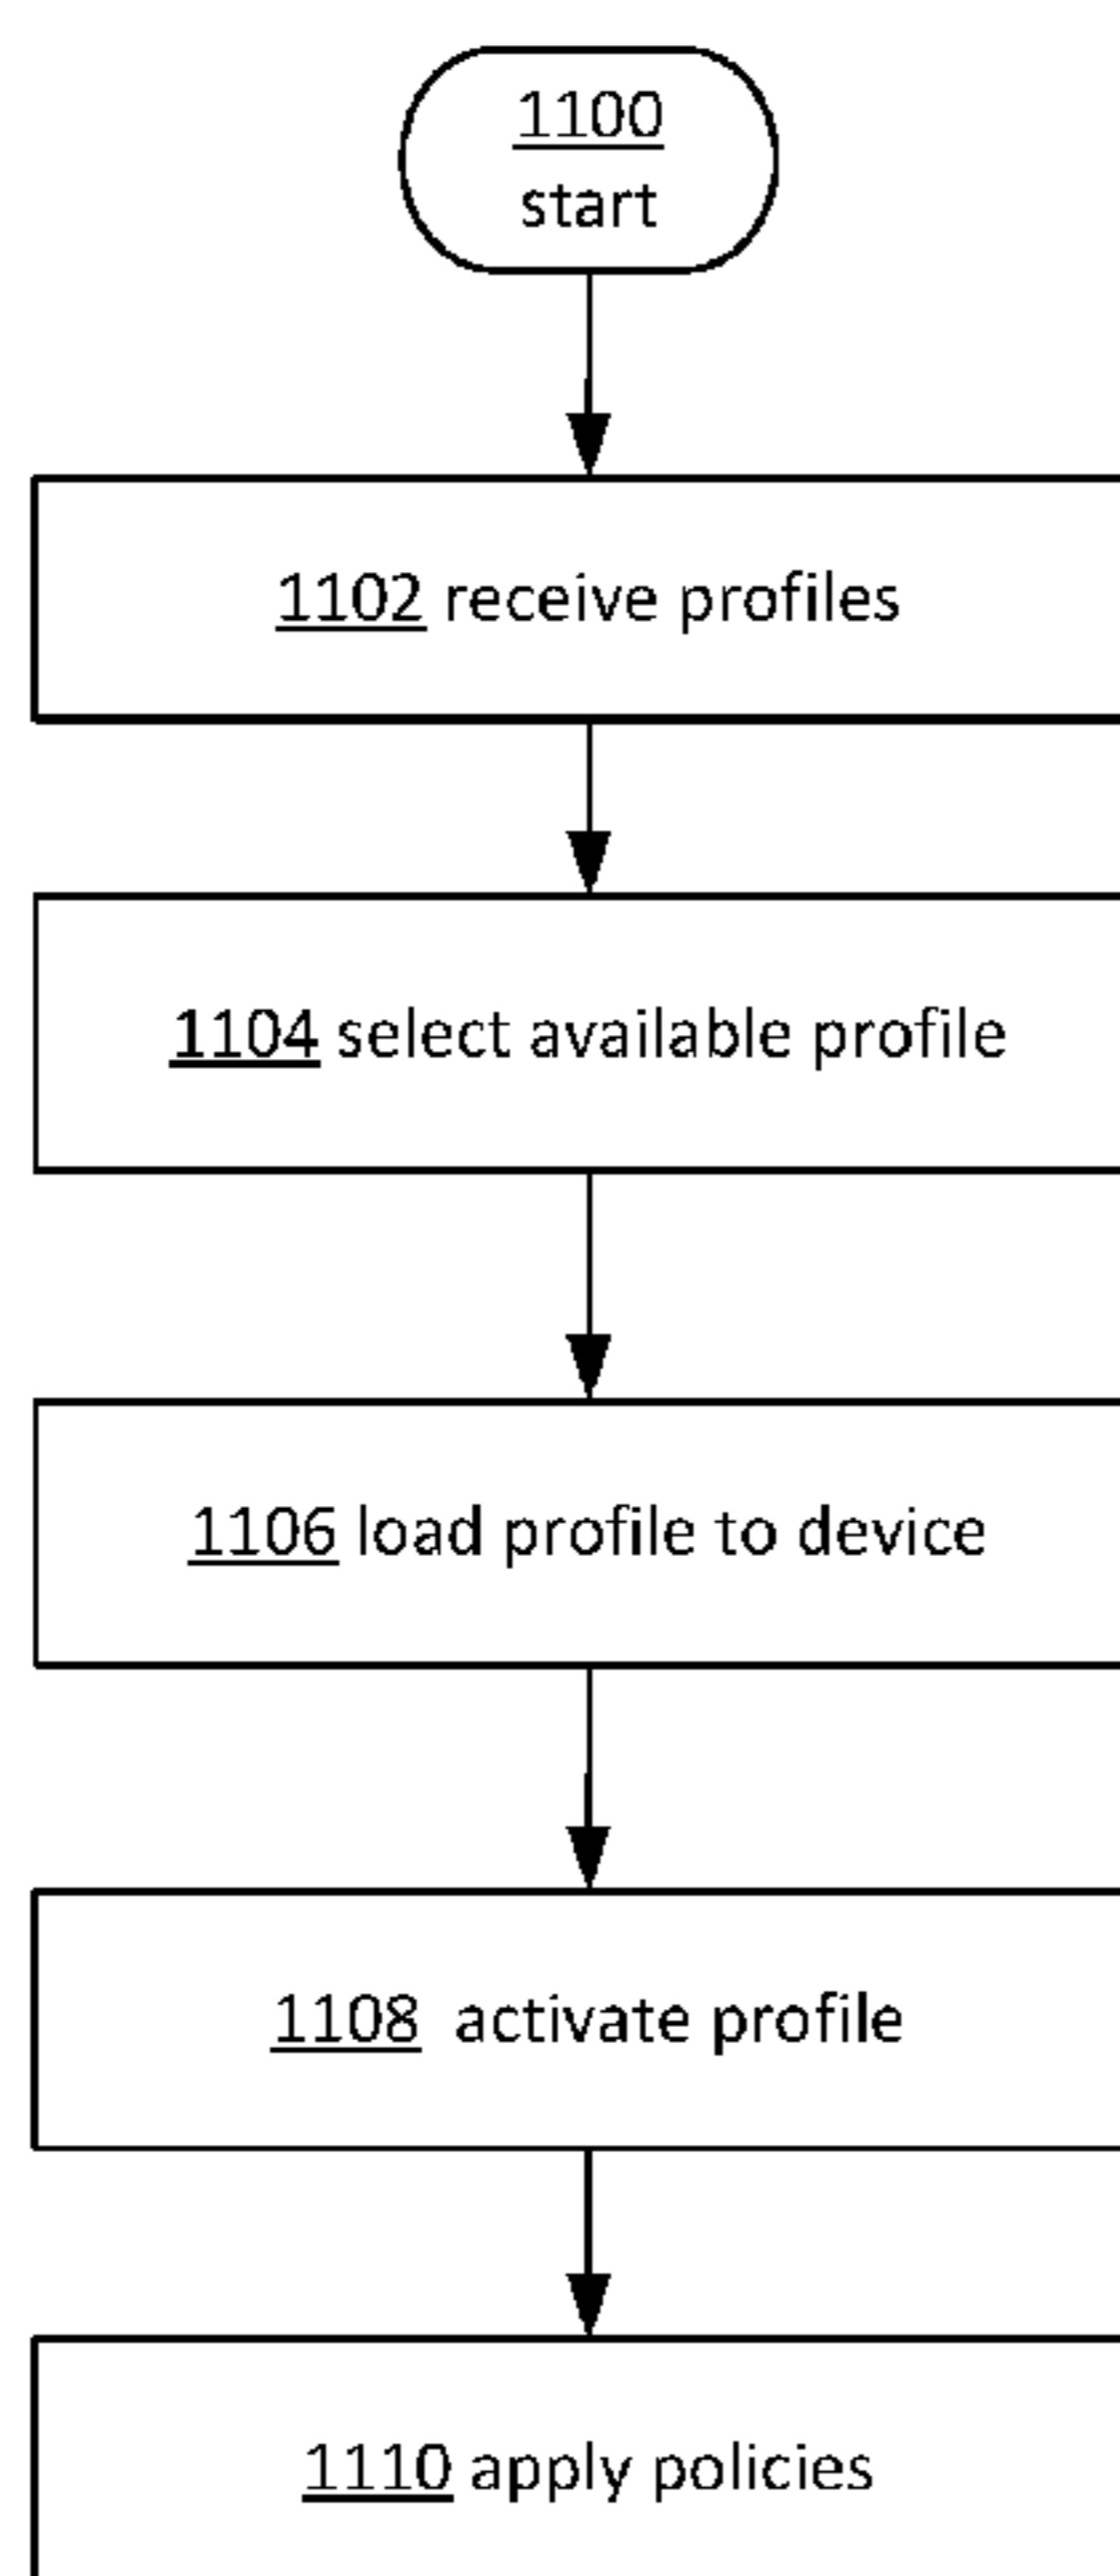 1100
start
1102 receive profiles
1104 select available profile
1106 load profile to device
1108 activate profile
1110 apply policies